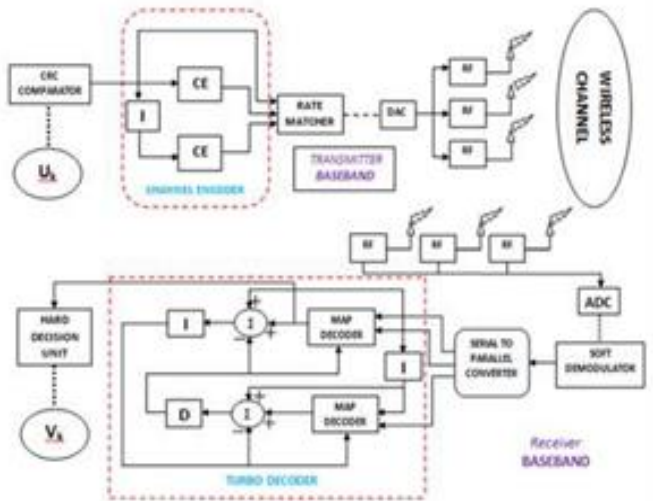 CRC
COMPARATOR
U_k
I
CE
CE
CHANNEL ENCODER
RATE
MATCHER
TRANSMITTER
BASEBAND
DAC
RF
RF
RF
WIRELESS
CHANNEL
RF
RF
RF
ADC
HARD
DECISION
UNIT
V_k
I
+
Σ
+
-
MAP
DECODER
I
D
+
Σ
+
-
MAP
DECODER
TURBO DECODER
SERIAL TO
PARALLEL
CONVERTER
SOFT
DEMODULATOR
Receiver
BASEBAND